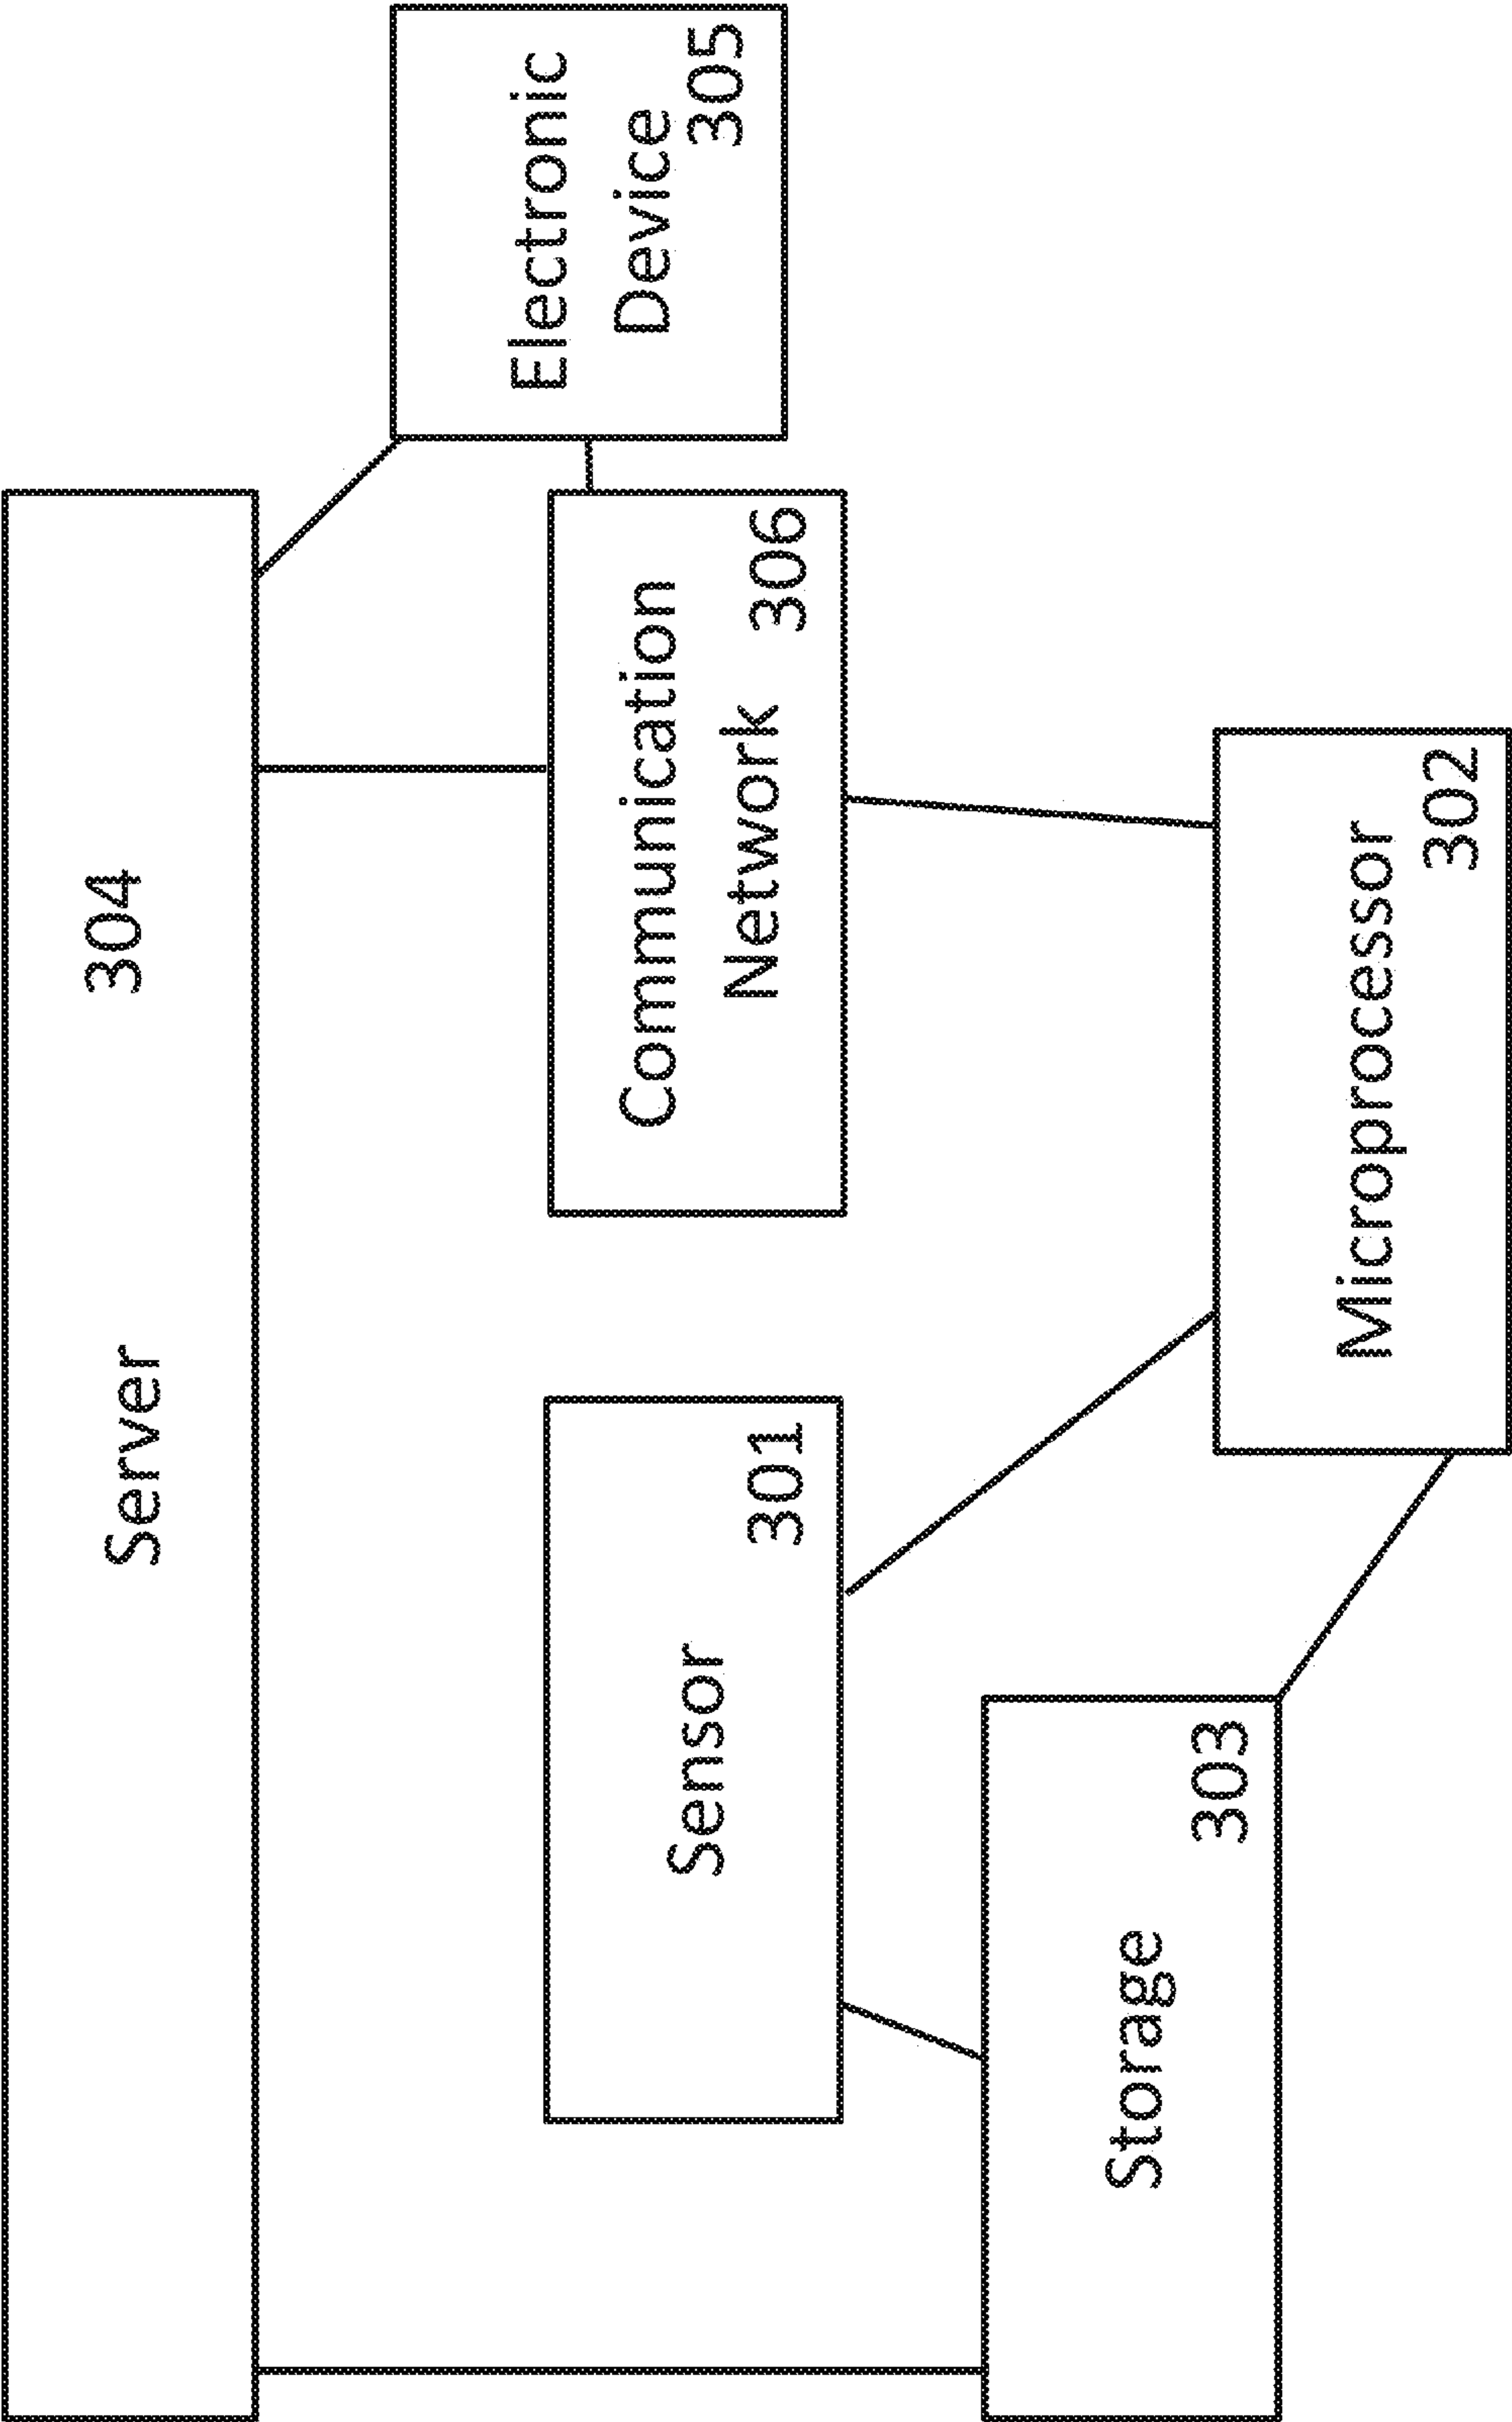 Server 304
Electronic
Device
305
Communication
Network 306
Sensor
301
Storage
303
Microprocessor
302